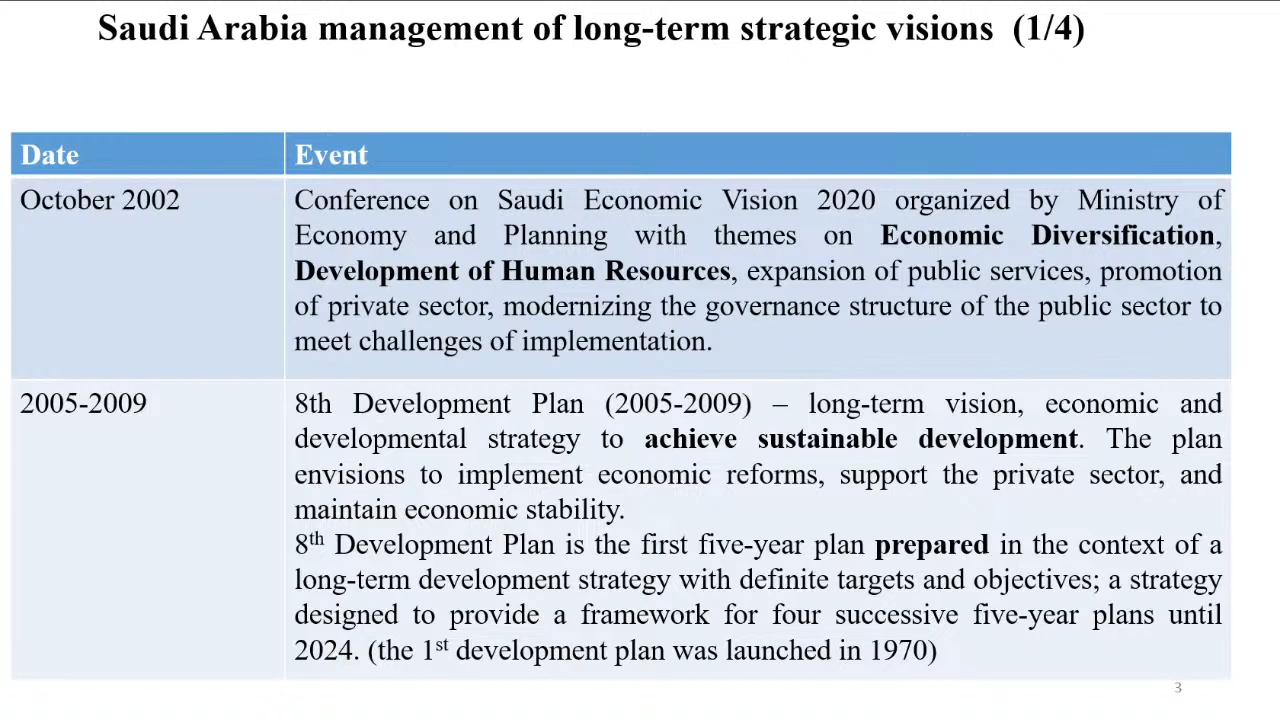 Saudi Arabia management of long-term strategic visions (1/4)
Date
Event
October 2002
Conference on Saudi Economic Vision 2020 organized by Ministry of
Economy and Planning with themes on Economic Diversification,
Development of Human Resources, expansion of public services, promotion
of private sector, modernizing the governance structure of the public sector to
meet challenges of implementation.
2005-2009
8th Development Plan (2005-2009) – long-term vision, economic and
developmental strategy to achieve sustainable development. The plan
envisions to implement economic reforms, support the private sector, and
maintain economic stability.
8th Development Plan is the first five-year plan prepared in the context of a
long-term development strategy with definite targets and objectives; a strategy
designed to provide a framework for four successive five-year plans until
2024. (the 1st development plan was launched in 1970)
3